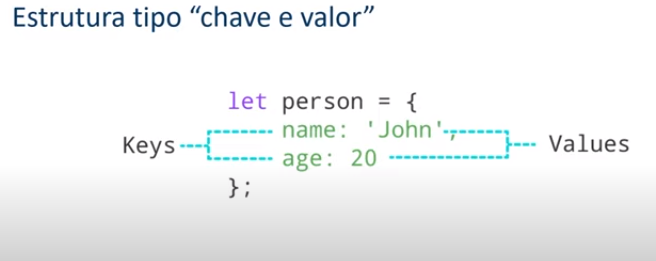 Estrutura tipo “chave e valor”
let person = {
name: 'John',
Keys
Values
age: 20
};